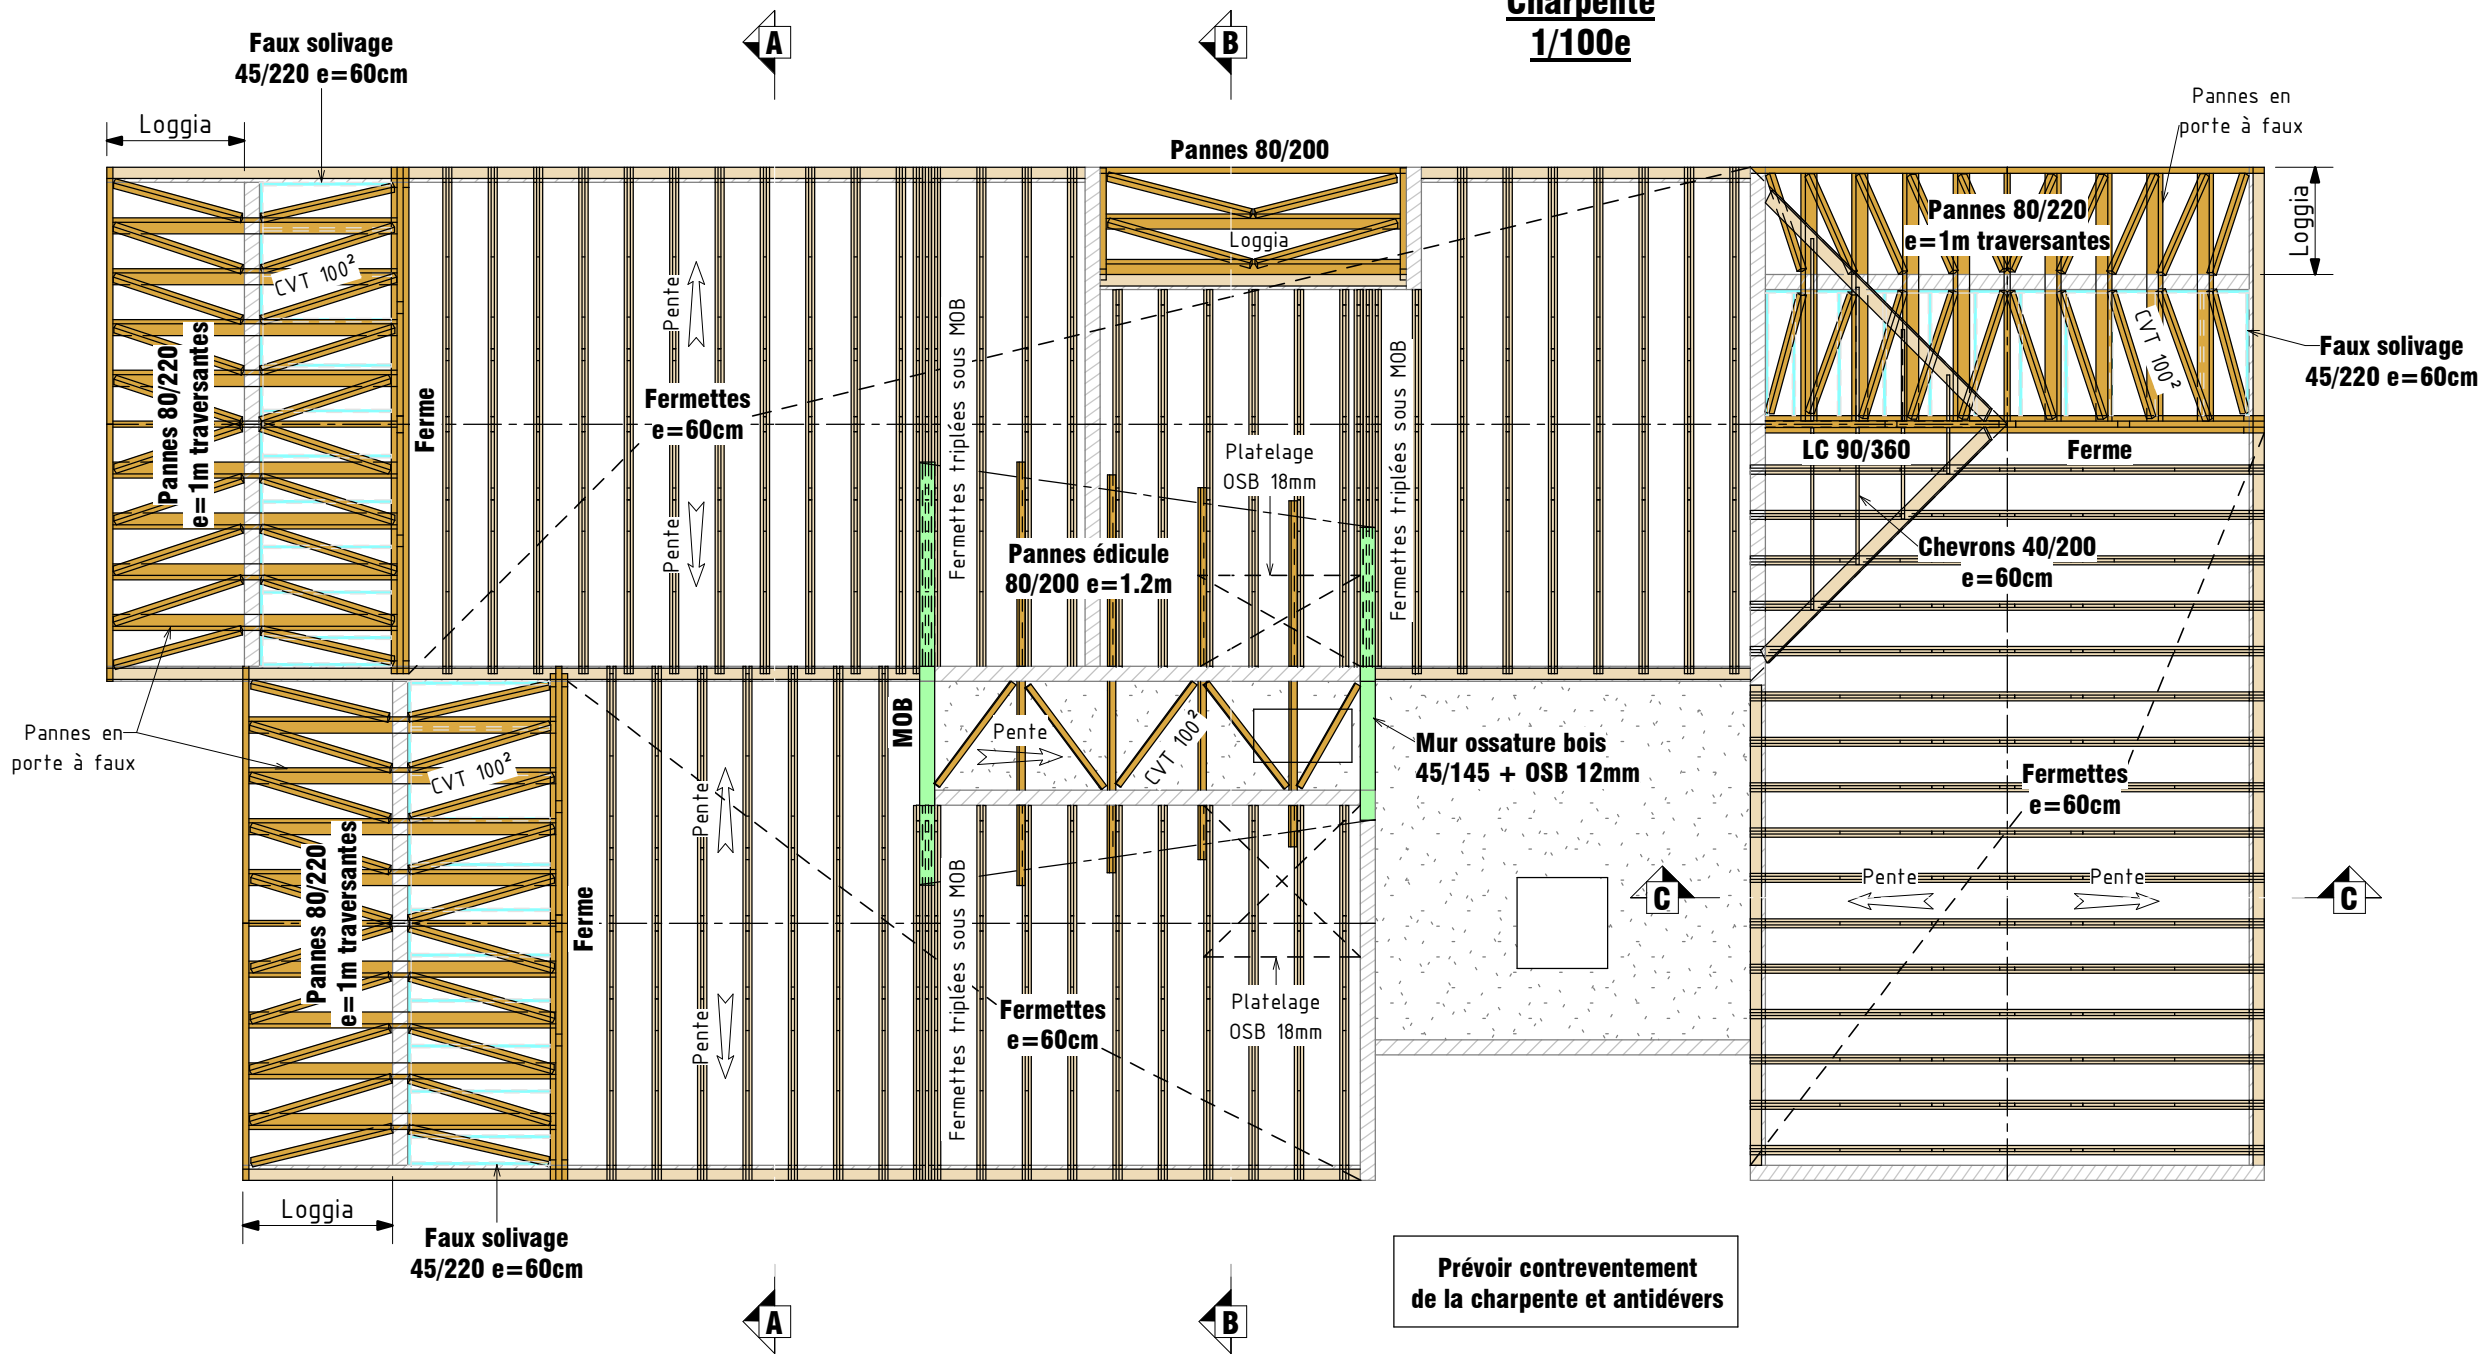 Charpente
1/100e
A
B
Faux solivage
45/220 e=60cm
Loggia
Pannes en
porte à faux
Pannes 80/200
Loggia
Pannes 80/220
e=1m traversantes
Loggia
CVT 100²
Pente
Fermettes triplées sous MOB
Fermettes triplées sous MOB
CVT 100²
Faux solivage
45/220 e=60cm
Pannes 80/220
e=1m traversantes
Ferme
Fermettes
e=60cm
Platelage
OSB 18mm
LC 90/360
Ferme
Pente
Pannes édicule
80/200 e=1.2m
Chevrons 40/200
e=60cm
Pannes en
porte à faux
CVT 100²
MOB
Pente
CVT 100²
Mur ossature bois
45/145 + OSB 12mm
Fermettes
e=60cm
Pente
Pannes 80/220
e=1m traversantes
Ferme
Fermettes triplées sous MOB
C
Pente
Pente
C
Pente
Fermettes
e=60cm
Platelage
OSB 18mm
Loggia
Faux solivage
45/220 e=60cm
Prévoir contreventement
de la charpente et antidévers
A
B